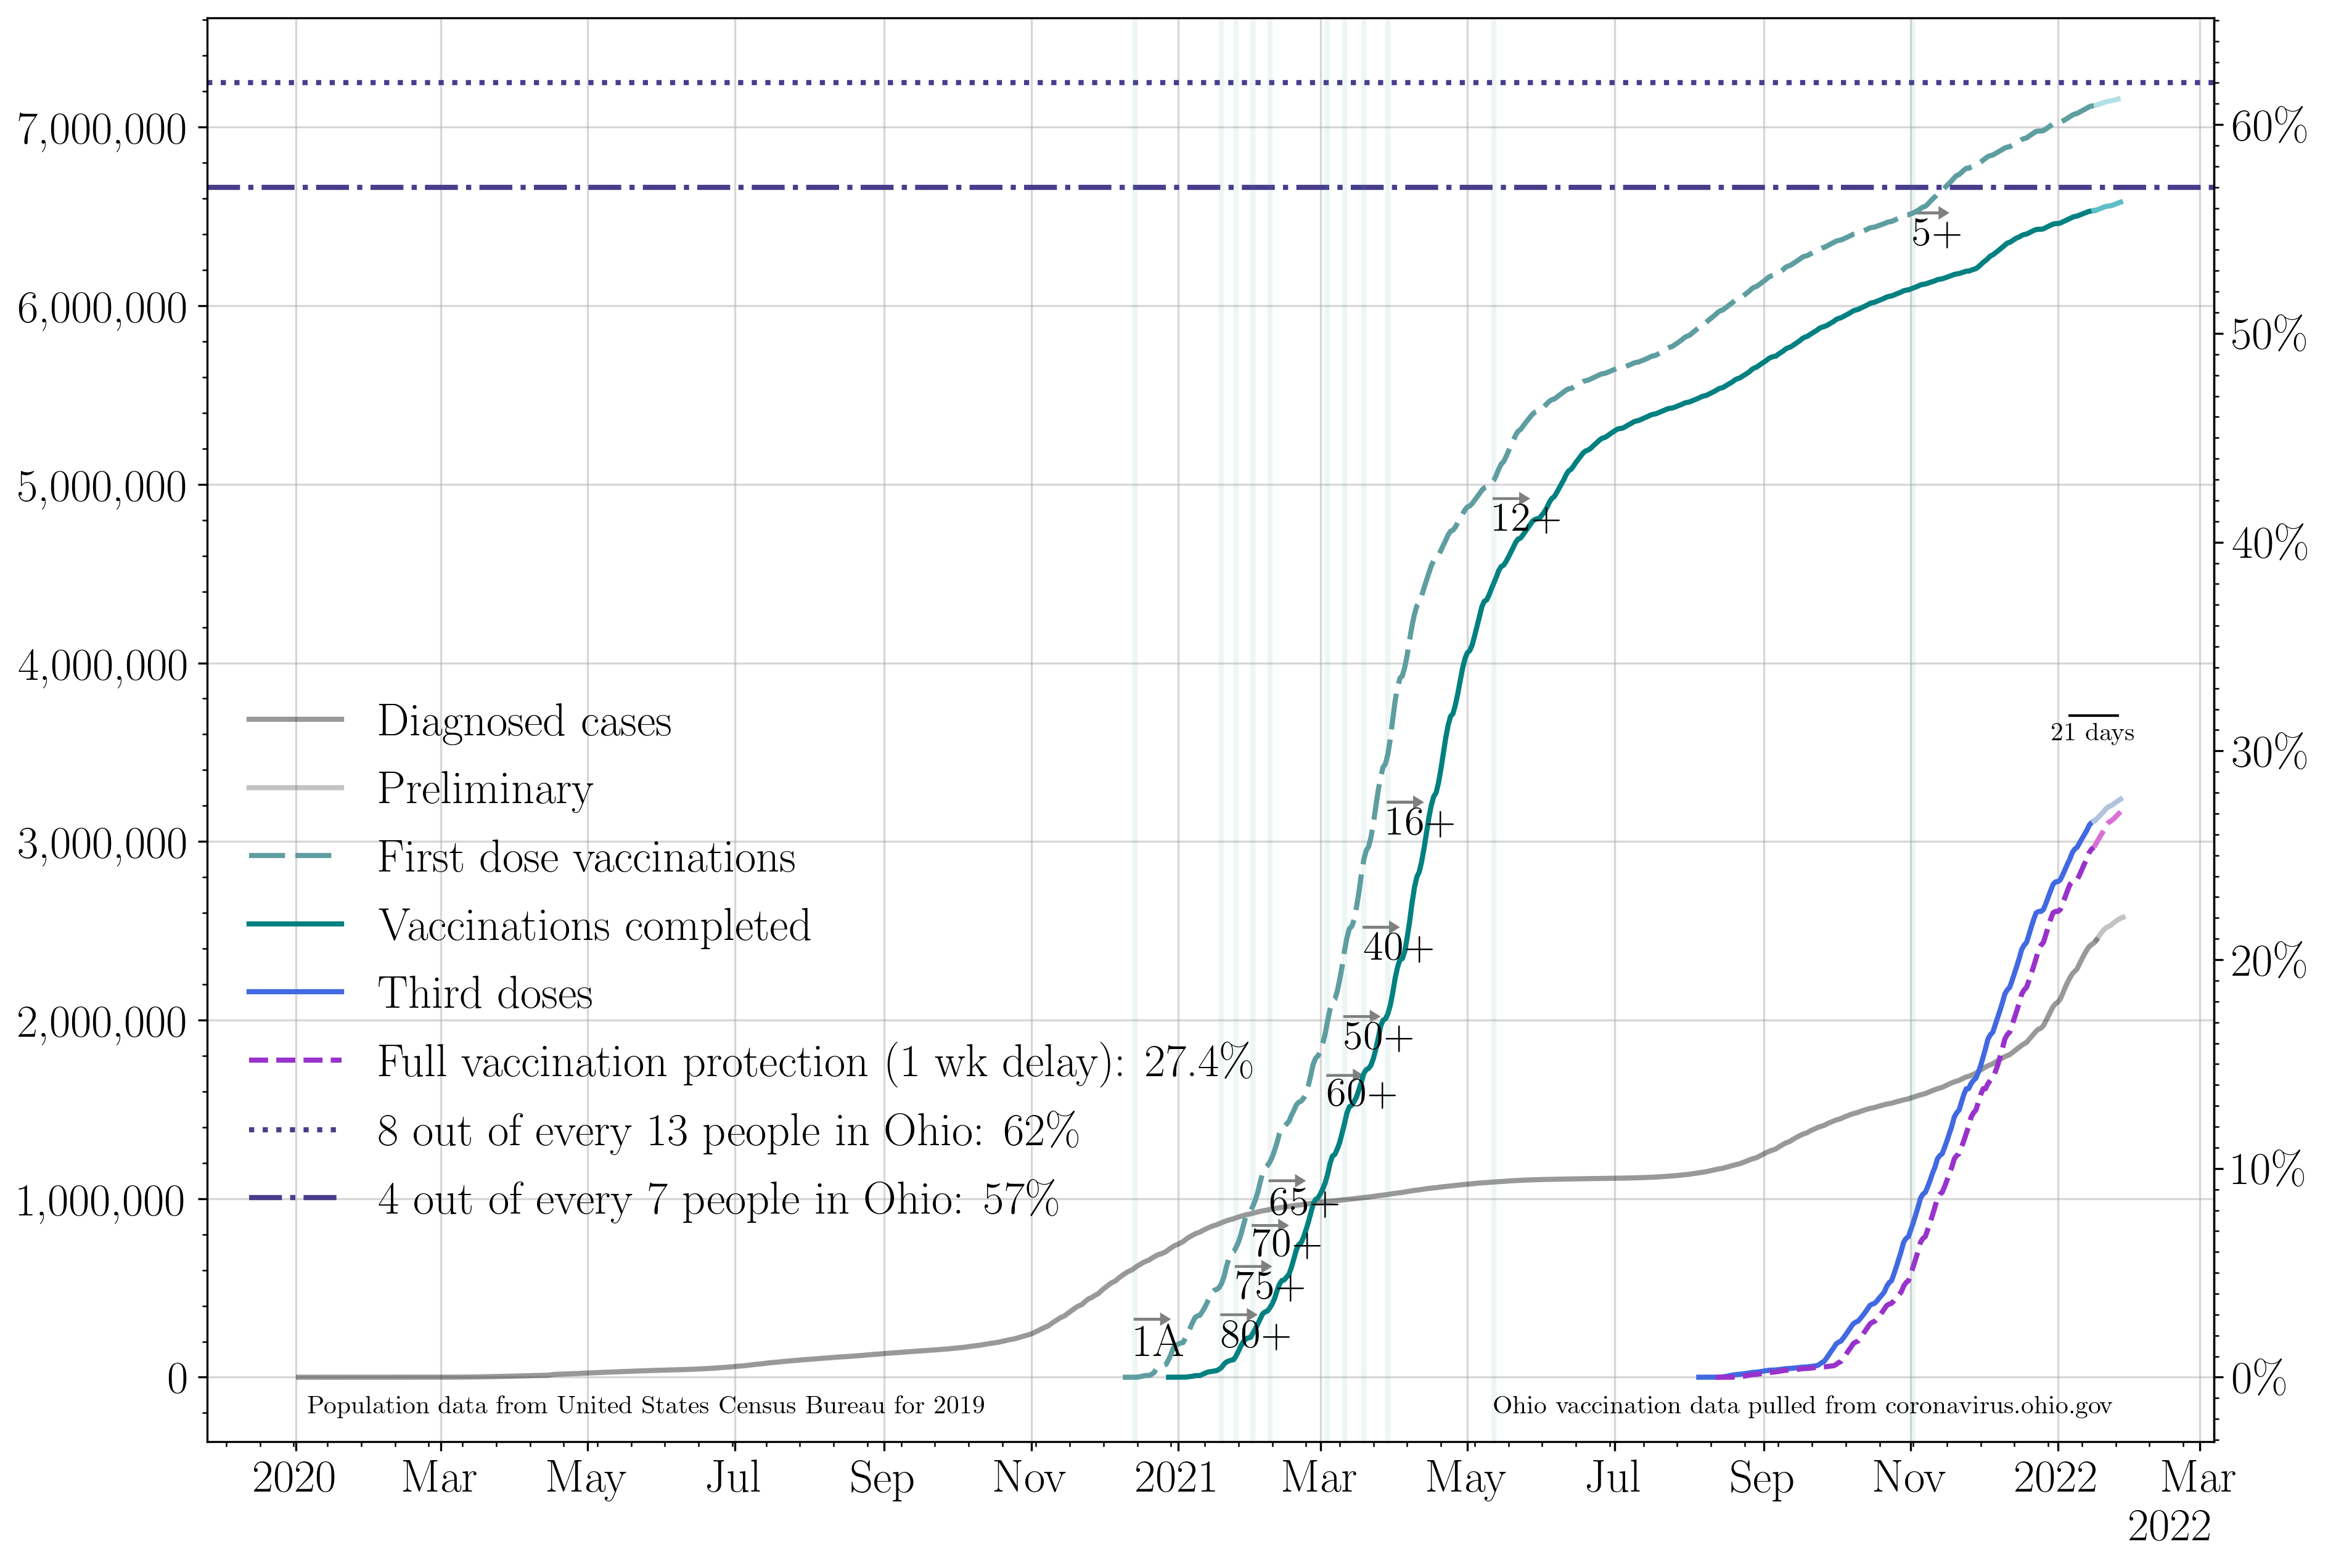 7,000,000
6,000,000
5,000,000
4,000,000
3,000,000
2,000,000
1,000,000
0
60%
50%
40%
30%
20%
10%
0%
5+
12+
16+
40+
50+
60+
65+
70+
75+
80+
1A
21 days
Diagnosed cases
Preliminary
First dose vaccinations
Vaccinations completed
Third doses
Full vaccination protection (1 wk delay): 27.4%
8 out of every 13 people in Ohio: 62%
4 out of every 7 people in Ohio: 57%
Population data from United States Census Bureau for 2019
Ohio vaccination data pulled from coronavirus.ohio.gov
2020 Mar May Jul Sep Nov 2021 Mar May Jul Sep Nov 2022 Mar
2022